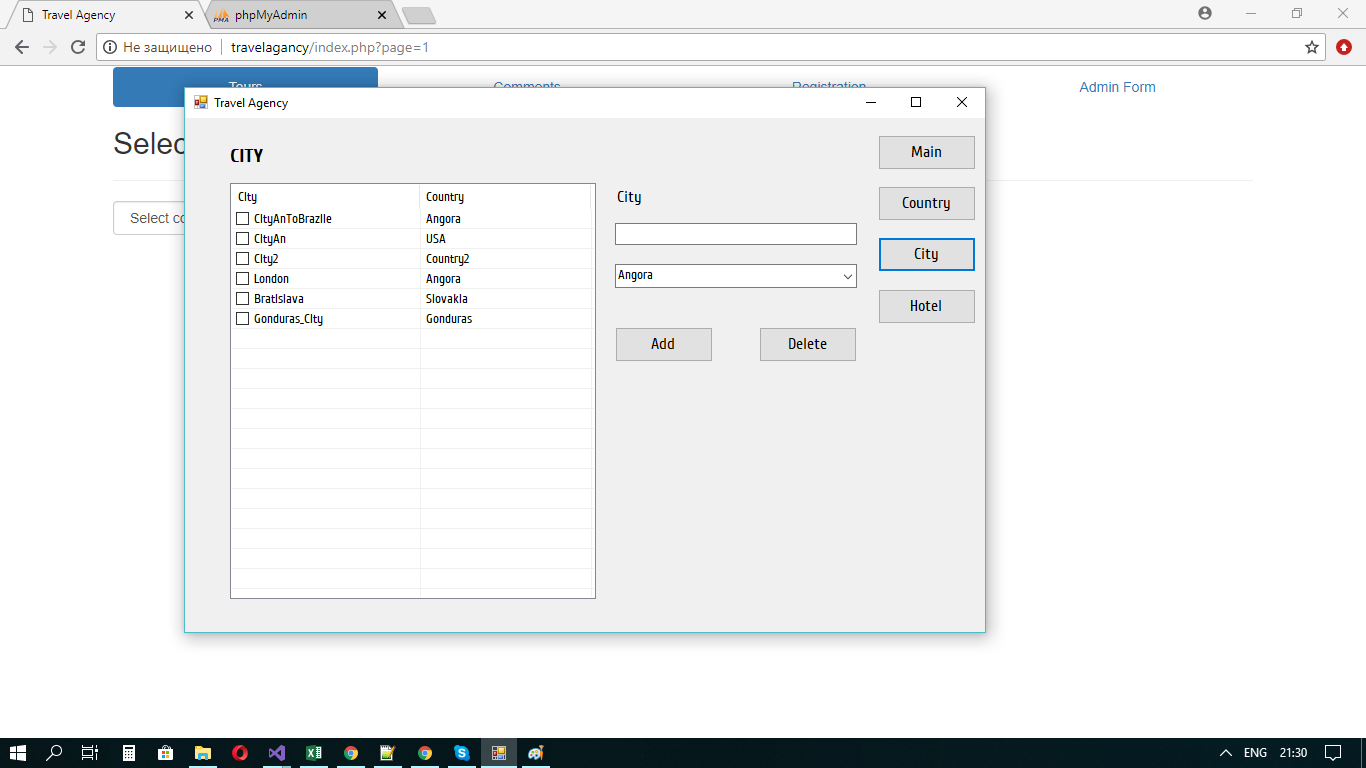 Travel Agency
phpMyAdmin
Не защищено
travelagancy/index.php?page=1
Tours
Comments
Registration
Admin Form
Travel Agency
Selec
CITY
Main
City Country
City
Country
CityAnToBrazile Angora
CityAn USA
City
City2 Country2
London Angora
Angora
Bratislava Slovakia
Hotel
Gonduras_City Gonduras
Add
Delete
Select co
ENG
21:30